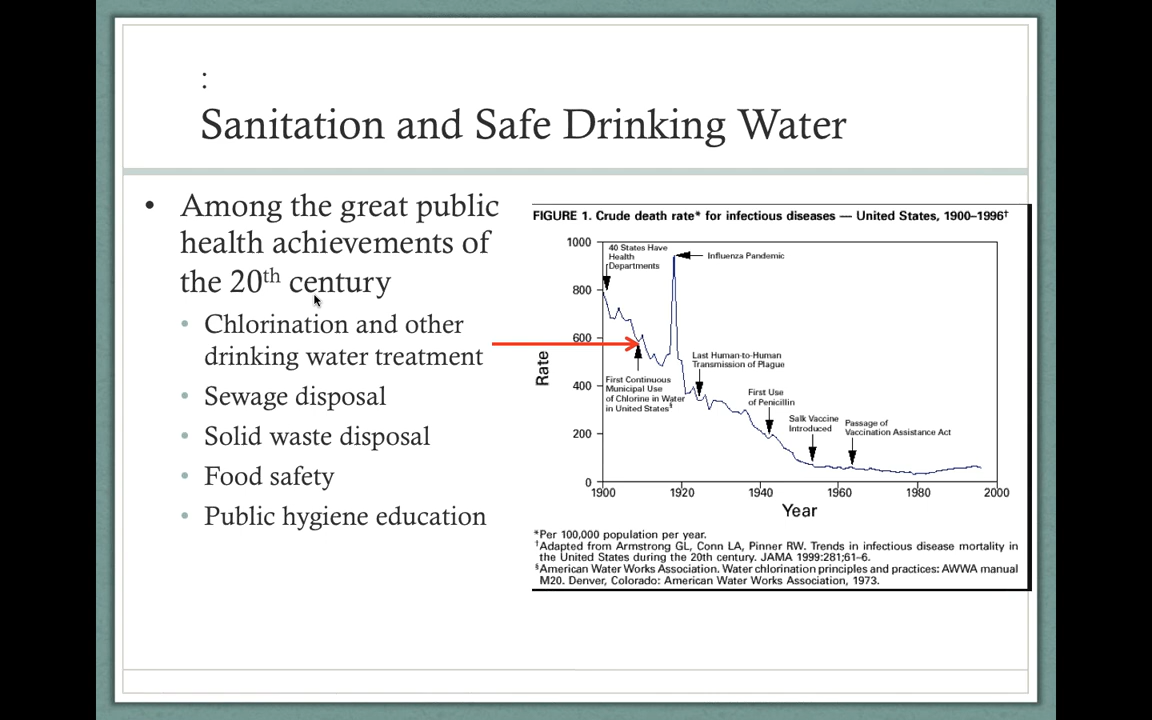 :
Sanitation and Safe Drinking Water
• Among the great public
health achievements of
the 20th century
• Chlorination and other
drinking water treatment
• Sewage disposal
• Solid waste disposal
• Food safety
• Public hygiene education
FIGURE 1. Crude death rate* for infectious diseases — United States, 1900–1996†
1000
800
600
400
200
0
Rate
40 States Have
Health
Departments
Influenza Pandemic
Last Human-to-Human
Transmission of Plague
First Continuous
Municipal Use
of Chlorine in Water
in United States§
First Use
of Penicillin
Salk Vaccine
Introduced
Passage of
Vaccination Assistance Act
1900 1920 1940 1960 1980 2000
Year
*Per 100,000 population per year.
†Adapted from Armstrong GL, Conn LA, Pinner RW. Trends in infectious disease mortality in
the United States during the 20th century. JAMA 1999:281;61–6.
§American Water Works Association. Water chlorination principles and practices: AWWA manual
M20. Denver, Colorado: American Water Works Association, 1973.